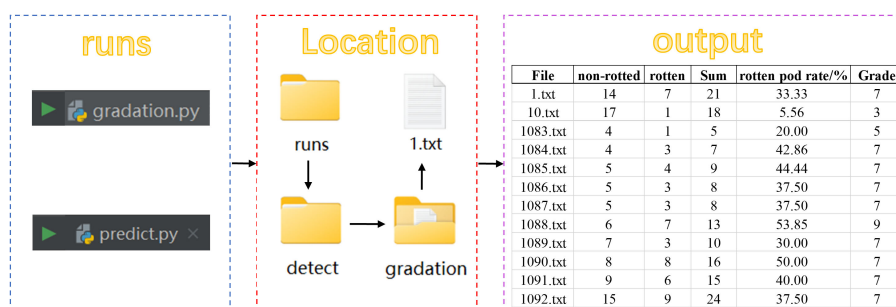 runs
gradation.py
predict.py ×
Location
runs
1.txt
detect
gradation
output
File non-rotted rotten Sum rotten pod rate/% Grade
1.txt 14 7 21 33.33 7
10.txt 17 1 18 5.56 3
1083.txt 4 1 5 20.00 5
1084.txt 4 3 7 42.86 7
1085.txt 5 4 9 44.44 7
1086.txt 5 3 8 37.50 7
1087.txt 5 3 8 37.50 7
1088.txt 6 7 13 53.85 9
1089.txt 7 3 10 30.00 7
1090.txt 8 8 16 50.00 7
1091.txt 9 6 15 40.00 7
1092.txt 15 9 24 37.50 7